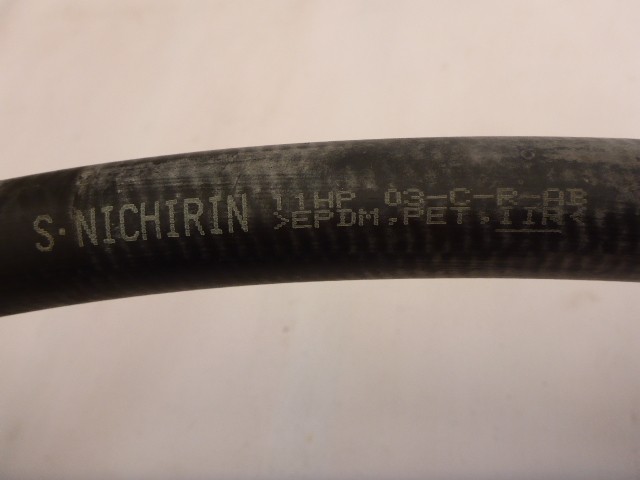 S·NICHIRIN 11HP 03-C-R-AB
>EPDM,PET,IIR<